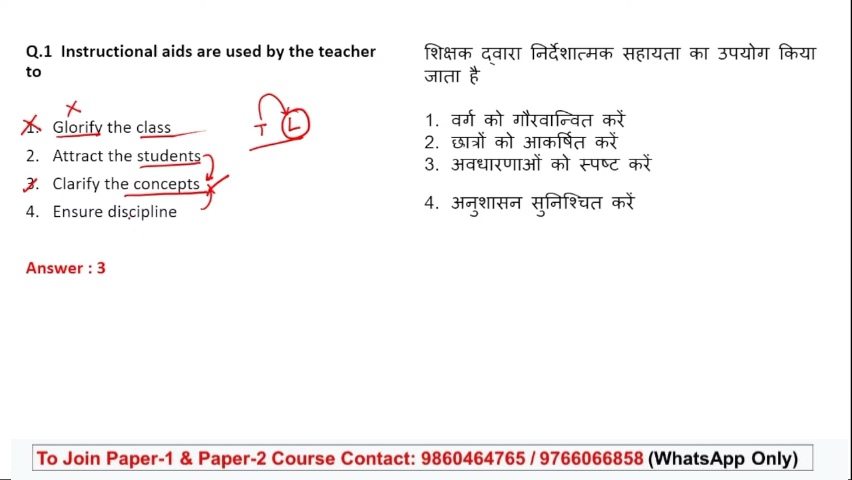 Q.1 Instructional aids are used by the teacher
to
1. Glorify the class
2. Attract the students
3. Clarify the concepts
4. Ensure discipline
Answer : 3
T L
शिक्षक द्वारा निर्देशात्मक सहायता का उपयोग किया
जाता है
1. वर्ग को गौरवान्वित करें
2. छात्रों को आकर्षित करें
3. अवधारणाओं को स्पष्ट करें
4. अनुशासन सुनिश्चित करें
To Join Paper-1 & Paper-2 Course Contact: 9860464765 / 9766066858 (WhatsApp Only)